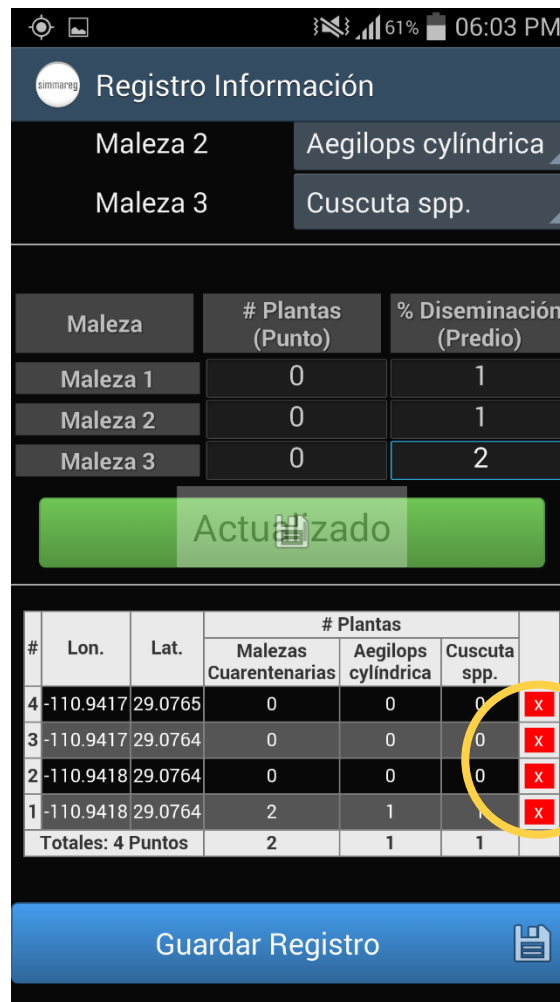 61% 06:03 PM
simmareg Registro Información
Maleza 2 Aegilops cylíndrica
Maleza 3 Cuscuta spp.
Maleza # Plantas (Punto) % Diseminación (Predio)
Maleza 1 0 1
Maleza 2 0 1
Maleza 3 0 2
Actualizado
# Plantas
# Lon. Lat. Malezas Cuarentenarias Aegilops cylíndrica Cuscuta spp.
4 -110.9417 29.0765 0 0 0 x
3 -110.9417 29.0764 0 0 0 x
2 -110.9418 29.0764 0 0 0 x
1 -110.9418 29.0764 2 1 1 x
Totales: 4 Puntos 2 1 1
Guardar Registro